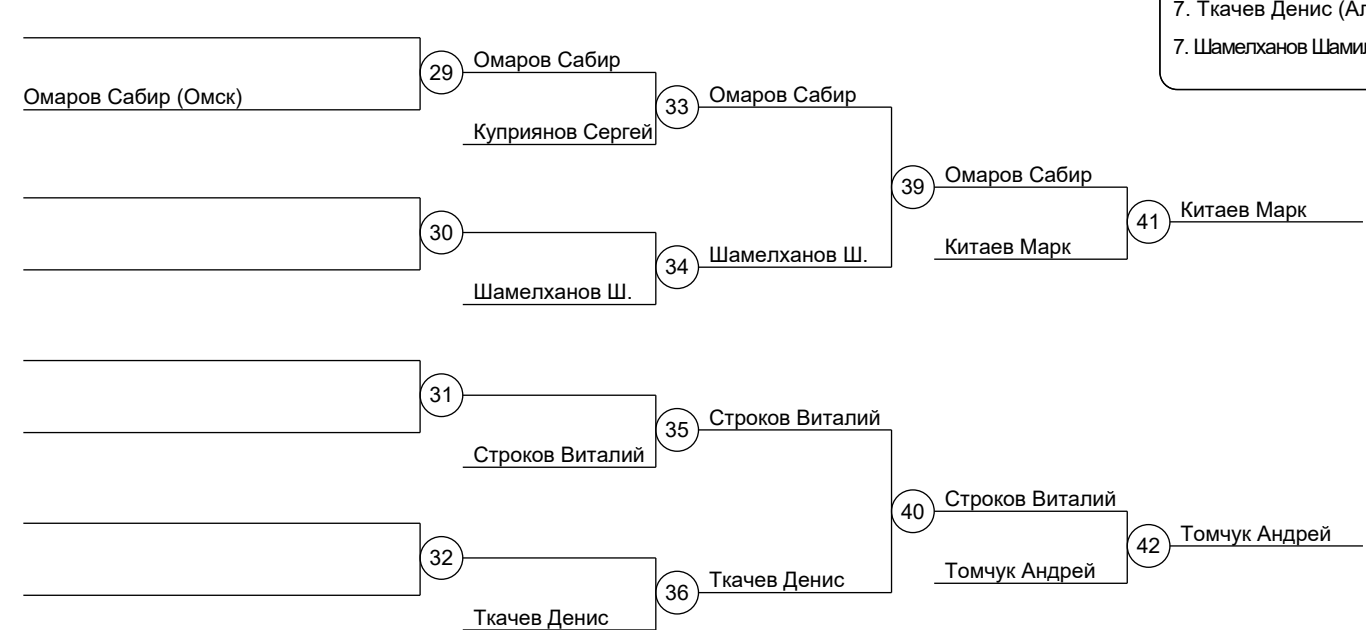 7. Ткачев Денис (Ал
7. Шамелханов Шамил
Омаров Сабир (Омск)
29
Омаров Сабир
Куприянов Сергей
33
Омаров Сабир
30
Шамелханов Ш.
34
Шамелханов Ш.
39
Омаров Сабир
Китаев Марк
41
Китаев Марк
31
Строков Виталий
35
Строков Виталий
32
Ткачев Денис
36
Ткачев Денис
40
Строков Виталий
Томчук Андрей
42
Томчук Андрей